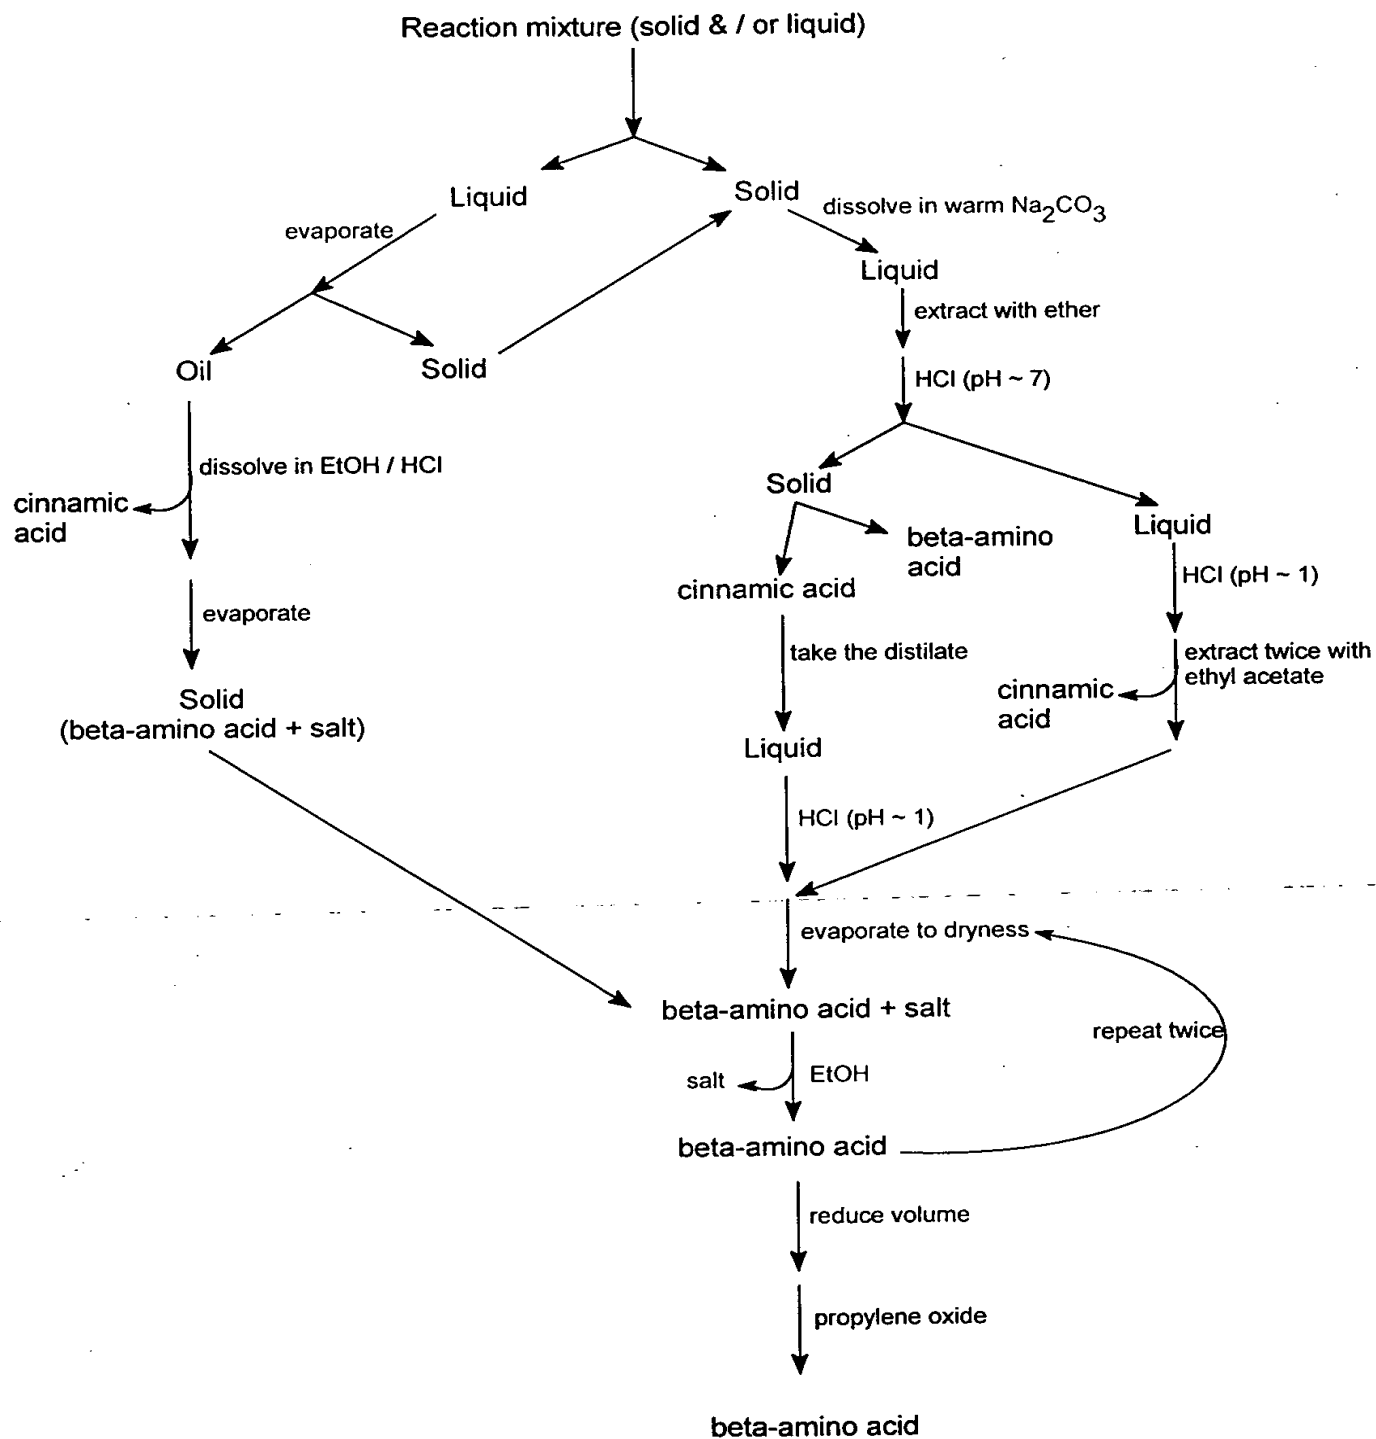 Reaction mixture (solid & / or liquid)
Liquid
Solid
dissolve in warm Na2CO3
evaporate
Liquid
extract with ether
Oil
Solid
HCl (pH ~ 7)
dissolve in EtOH / HCl
cinnamic
acid
Solid
Liquid
beta-amino
acid
cinnamic acid
HCl (pH ~ 1)
evaporate
take the distilate
extract twice with
ethyl acetate
cinnamic
acid
Solid
(beta-amino acid + salt)
Liquid
HCl (pH ~ 1)
evaporate to dryness
beta-amino acid + salt
repeat twice
salt
EtOH
beta-amino acid
reduce volume
propylene oxide
beta-amino acid